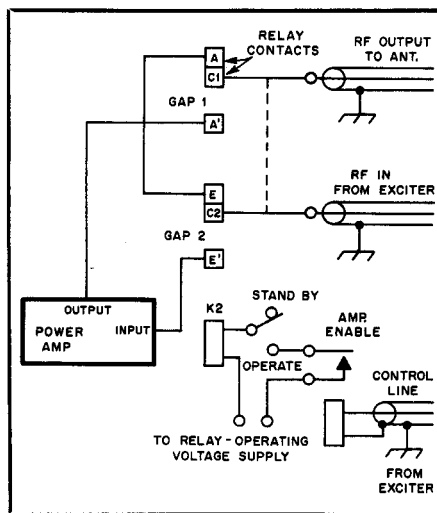 RELAY
CONTACTS
A
C1
RF OUTPUT
TO ANT.
GAP 1
A'
E
C2
RF IN
FROM EXCITER
GAP 2
E'
OUTPUT
POWER
AMP
INPUT
K2
STAND BY
AMR
ENABLE
OPERATE
CONTROL
LINE
TO RELAY-OPERATING
VOLTAGE SUPPLY
FROM
EXCITER